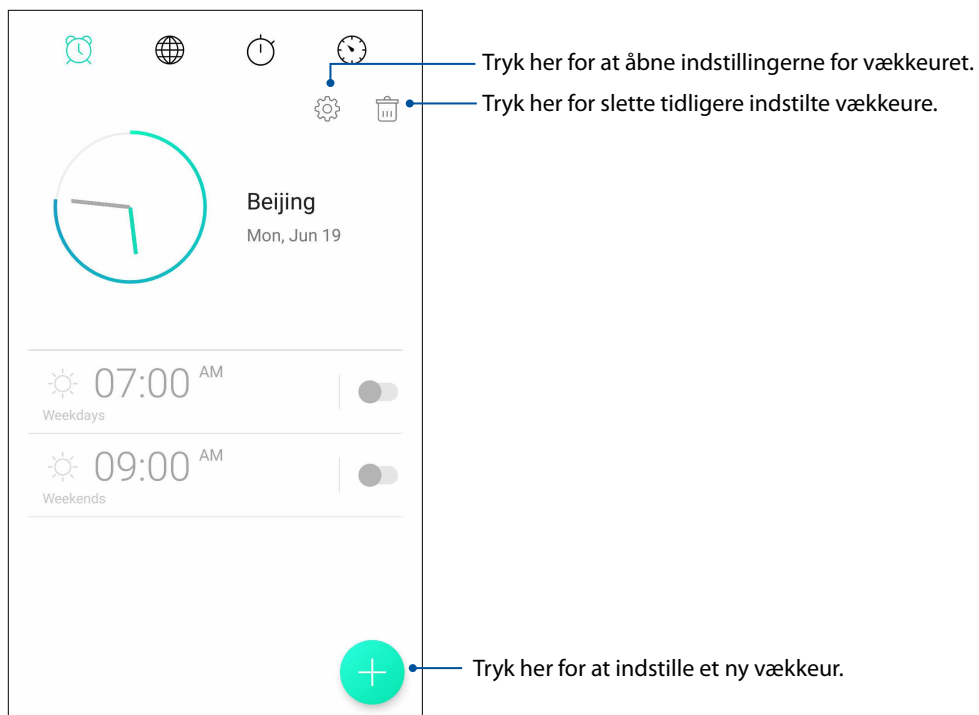 Tryk her for at åbne indstillingerne for vækkeuret.
Tryk her for slette tidligere indstilte vækkeure.
Beijing
Mon, Jun 19
07:00 AM
Weekdays
09:00 AM
Weekends
Tryk her for at indstille et ny vækkeur.